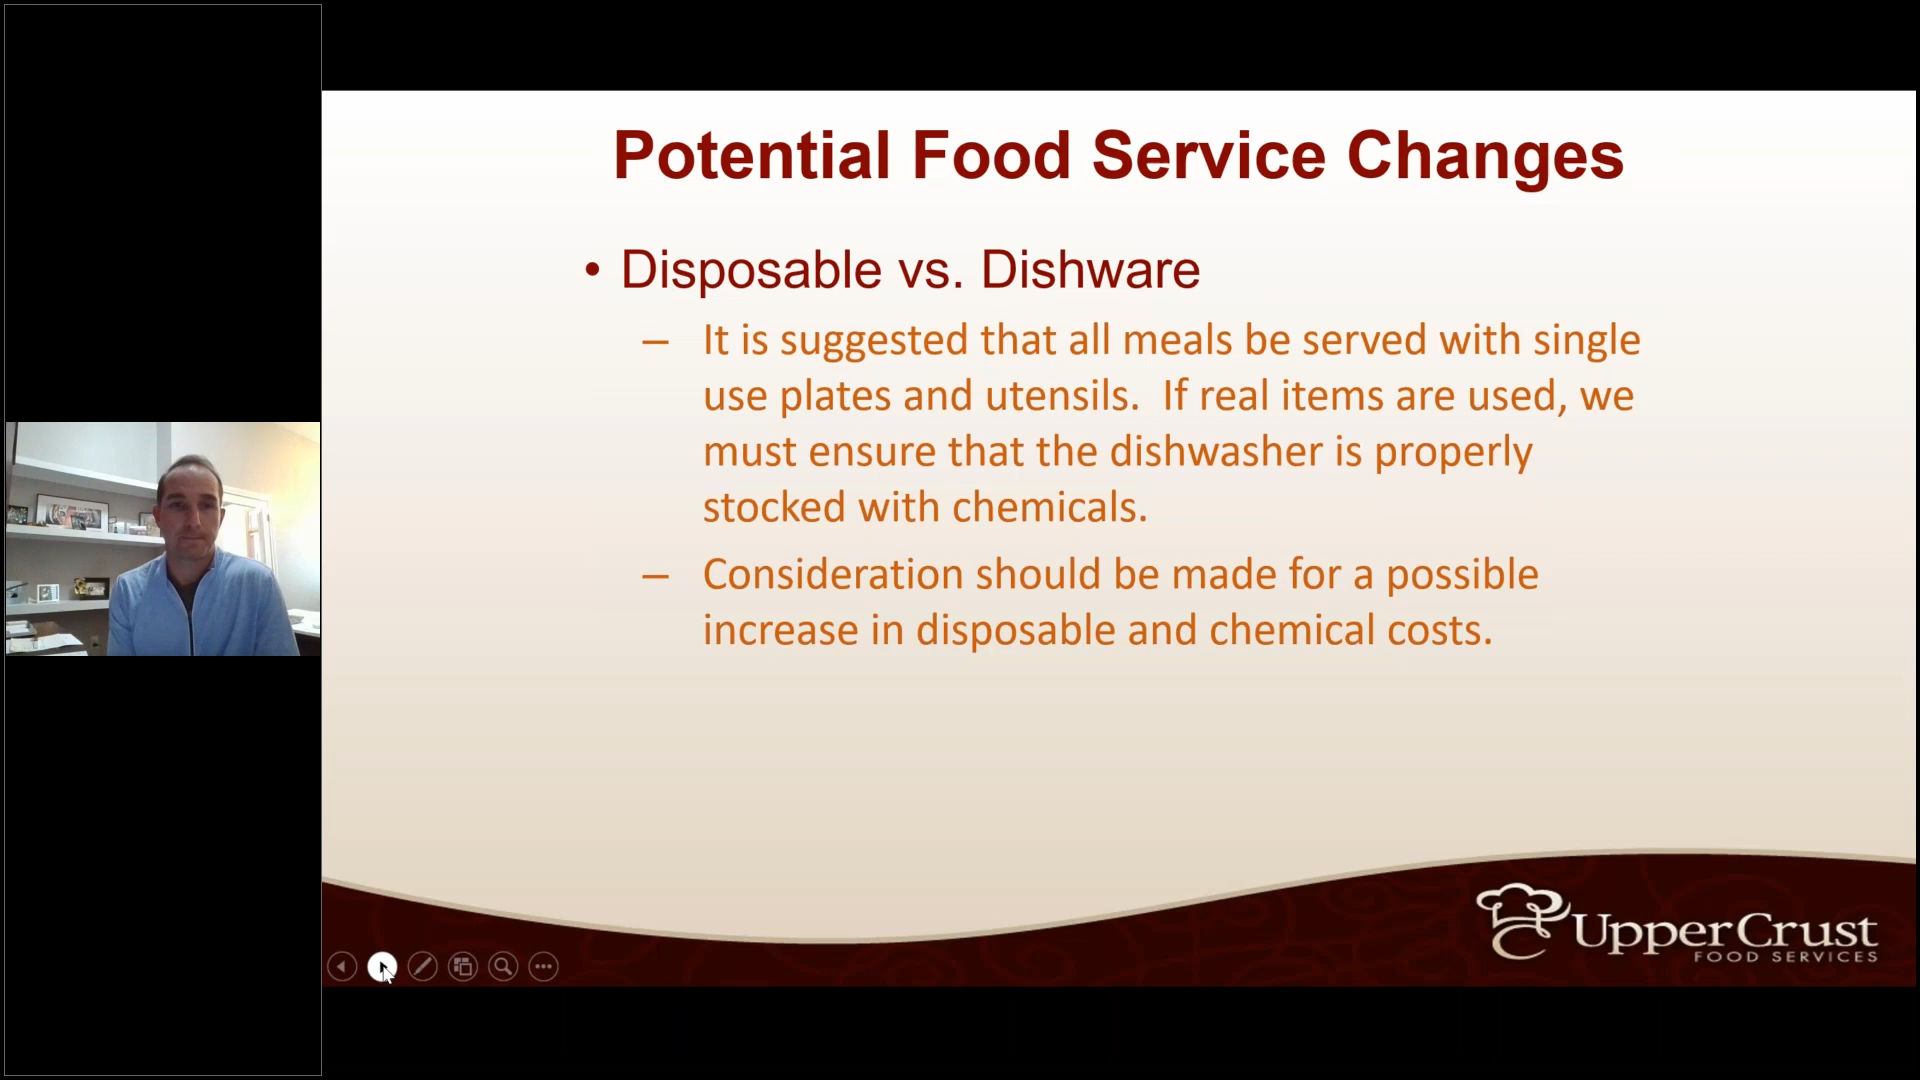 Potential Food Service Changes
• Disposable vs. Dishware
– It is suggested that all meals be served with single
use plates and utensils.  If real items are used, we
must ensure that the dishwasher is properly
stocked with chemicals.
– Consideration should be made for a possible
increase in disposable and chemical costs.
Upper Crust
FOOD SERVICES